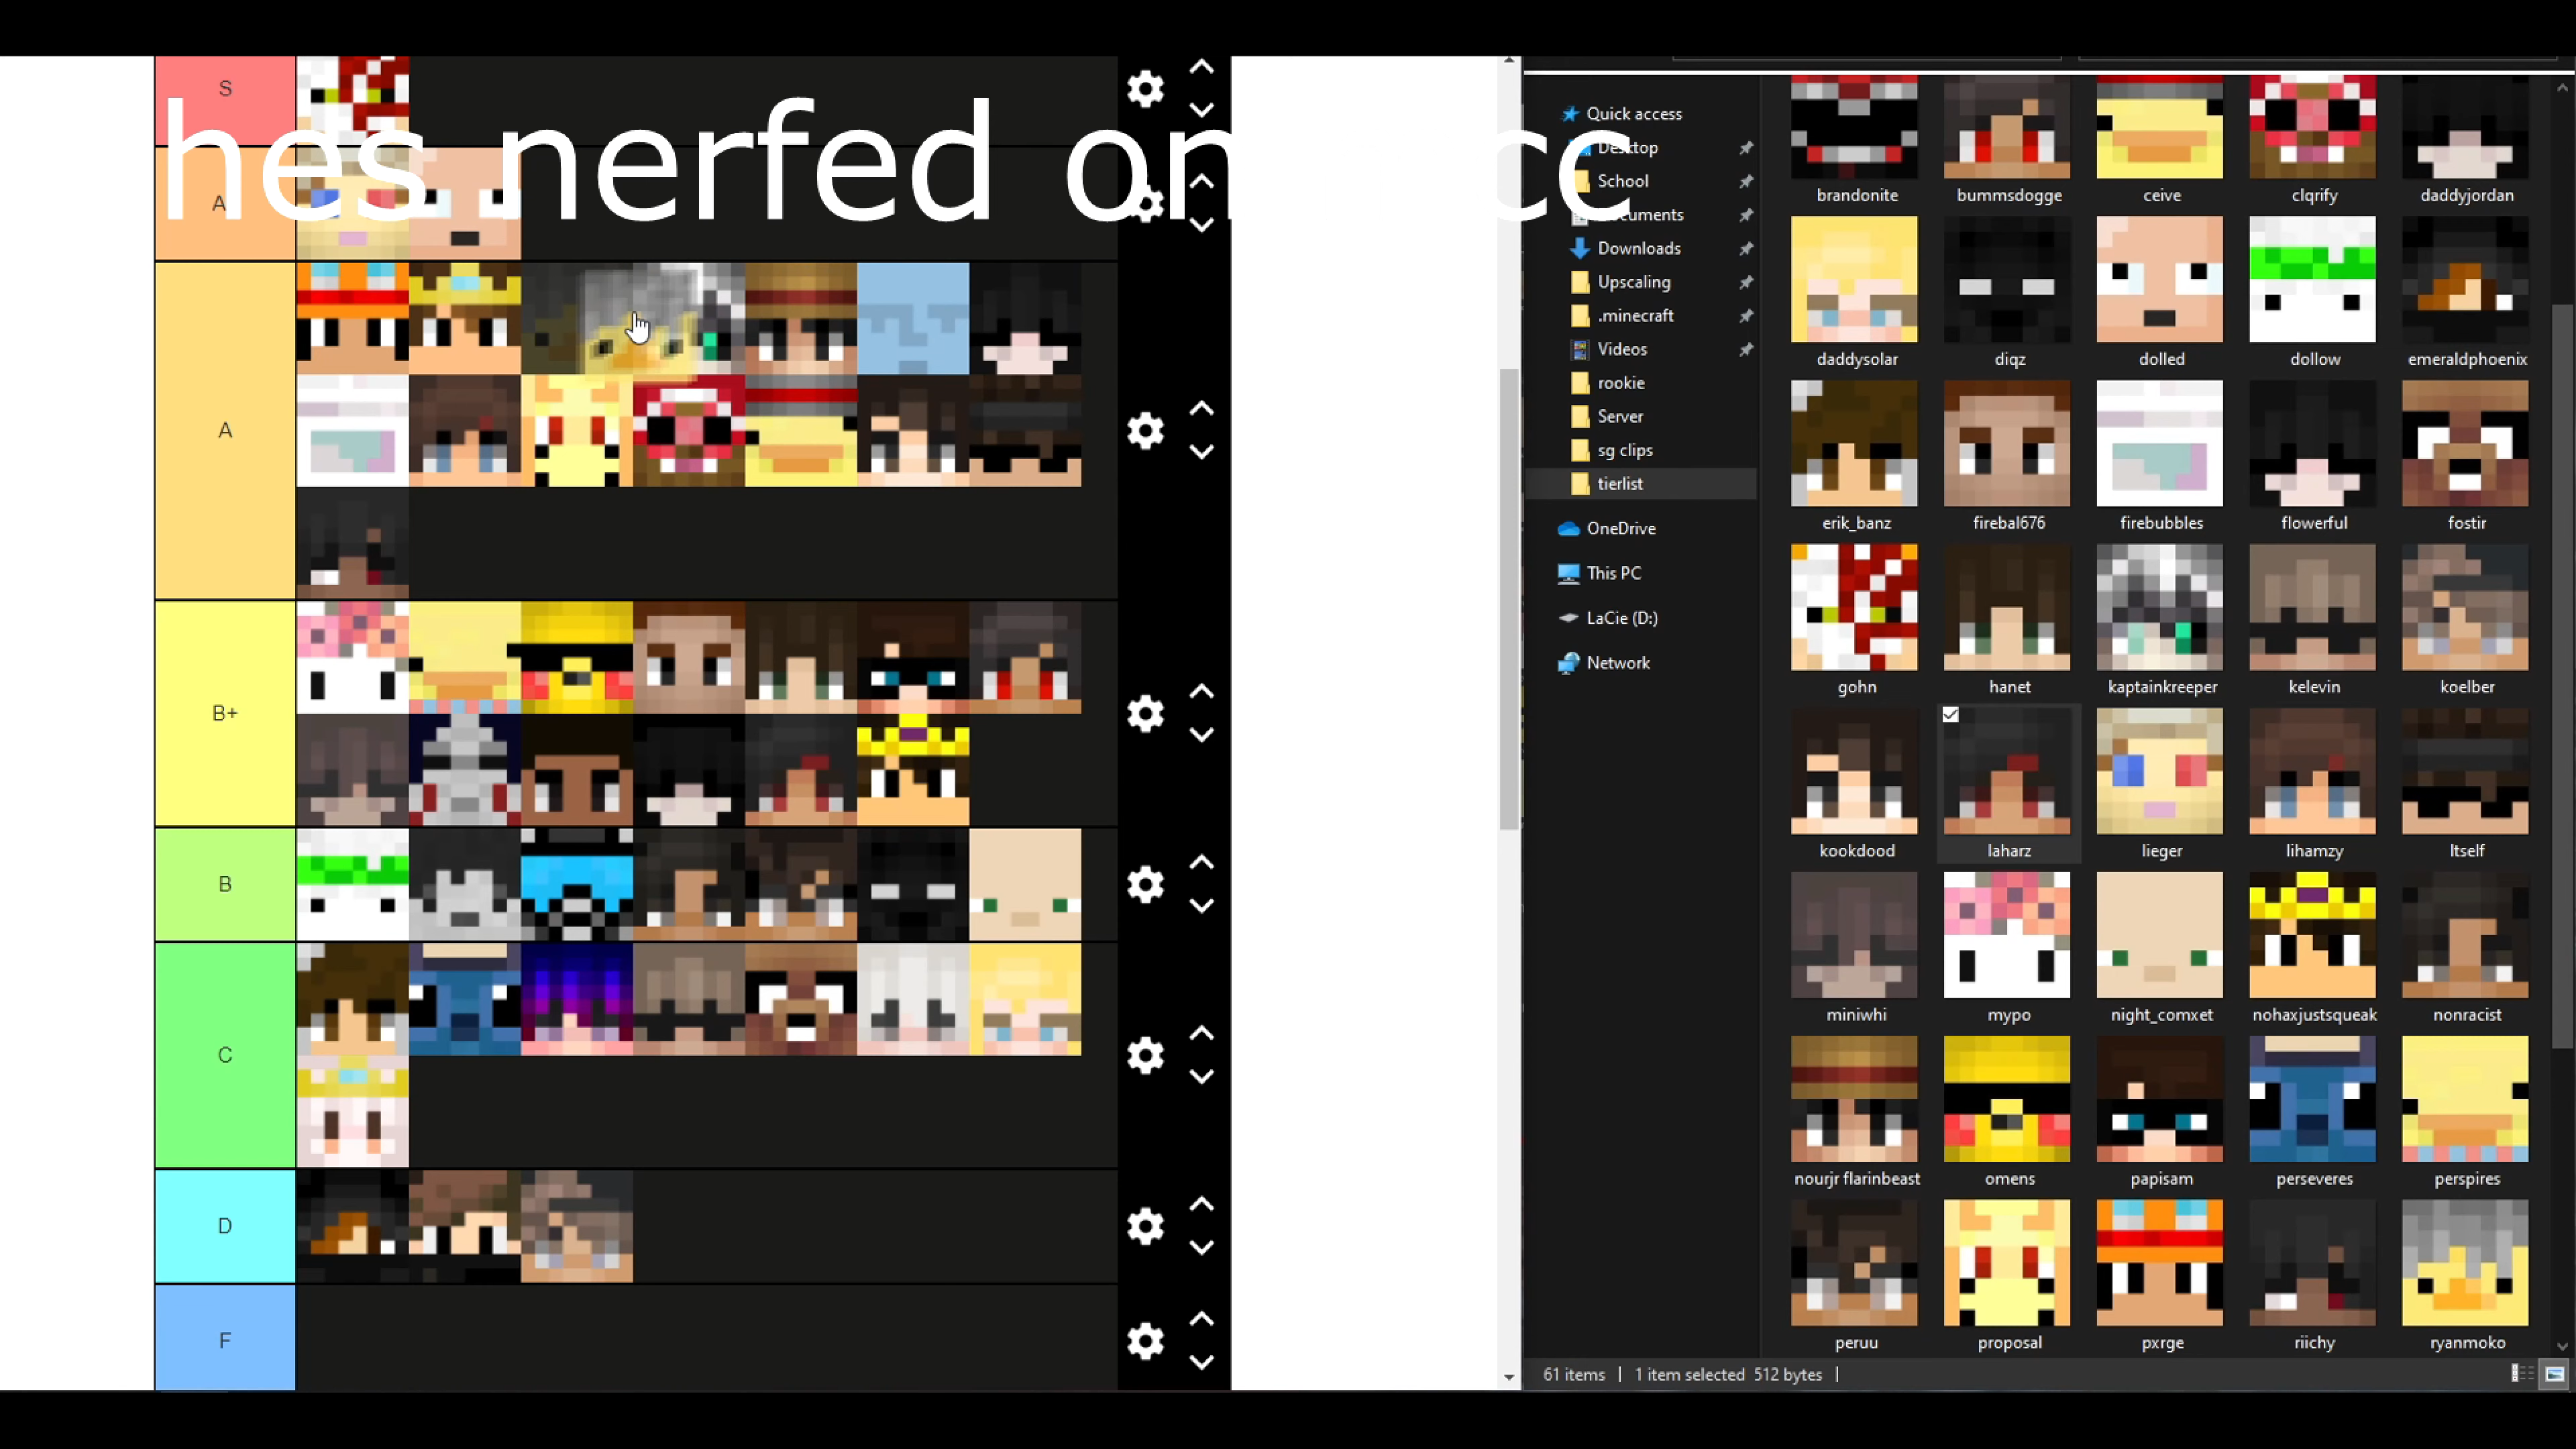 S
hes nerfed on cc
A
A
B+
B
C
D
F
Quick access
Desktop
School
Documents
Downloads
Upscaling
.minecraft
Videos
rookie
Server
sg clips
tierlist
OneDrive
This PC
LaCie (D:)
Network
brandonite bummsdogge ceive clqrify daddyjordan
daddysolar diqz dolled dollow emeraldphoenix
erik_banz firebal676 firebubbles flowerful fostir
gohn hanet kaptainkreeper kelevin koelber
kookdood laharz lieger lihamzy ltself
miniwhi mypo night_comxet nohaxjustsqueak nonracist
nourjr flarinbeast omens papisam perseveres perspires
peruu proposal pxrge riichy ryanmoko
61 items 1 item selected 512 bytes